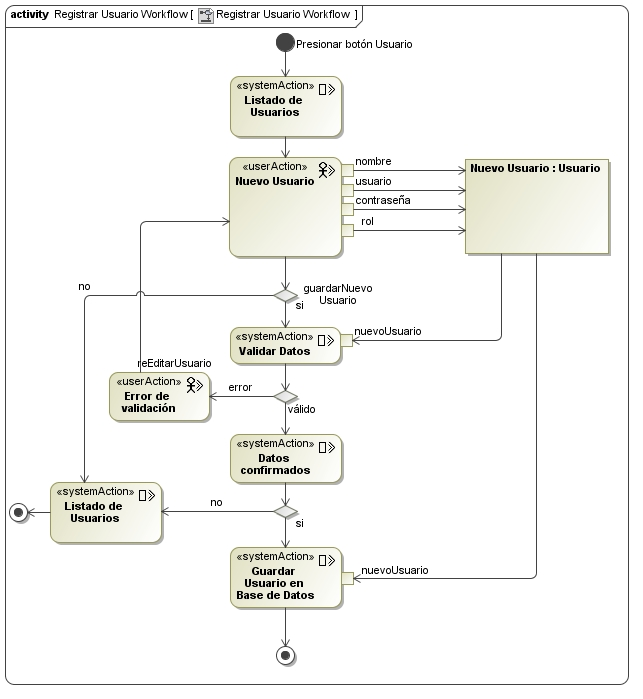 activity Registrar Usuario Workflow [ Registrar Usuario Workflow ]
Presionar botón Usuario
«systemAction»
Listado de
Usuarios
«userAction»
Nuevo Usuario
nombre
usuario
contraseña
rol
Nuevo Usuario : Usuario
no
guardarNuevo
Usuario
si
«systemAction»
Validar Datos
nuevoUsuario
reEditarUsuario
«userAction»
Error de
validación
error
válido
«systemAction»
Datos
confirmados
«systemAction»
Listado de
Usuarios
no
si
«systemAction»
Guardar
Usuario en
Base de Datos
nuevoUsuario